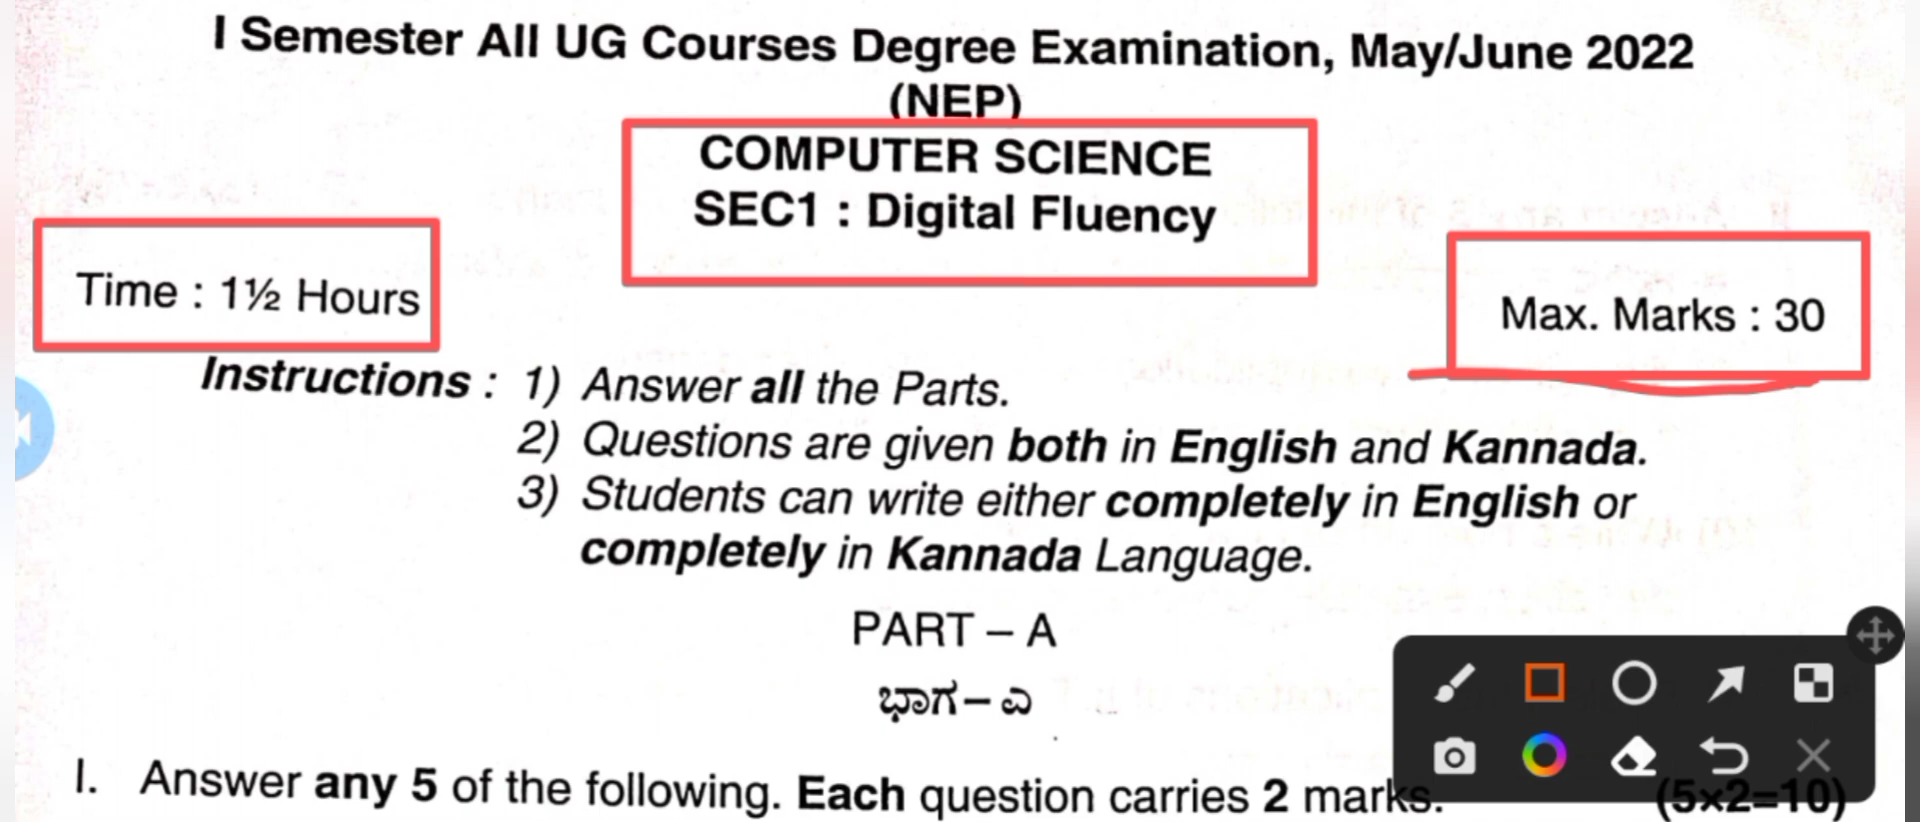 I Semester All UG Courses Degree Examination, May/June 2022
(NEP)
COMPUTER SCIENCE
SEC1 : Digital Fluency
Time : 1½ Hours
Max. Marks : 30
Instructions : 1) Answer all the Parts.
2) Questions are given both in English and Kannada.
3) Students can write either completely in English or
completely in Kannada Language.
PART – A
ಭಾಗ – ಎ
I. Answer any 5 of the following. Each question carries 2 marks. (5×2=10)